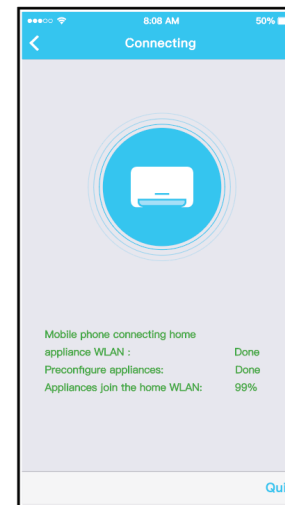 8:08 AM 50%
Connecting
Mobile phone connecting home
appliance WLAN : Done
Preconfigure appliances: Done
Appliances join the home WLAN: 99%
Qui